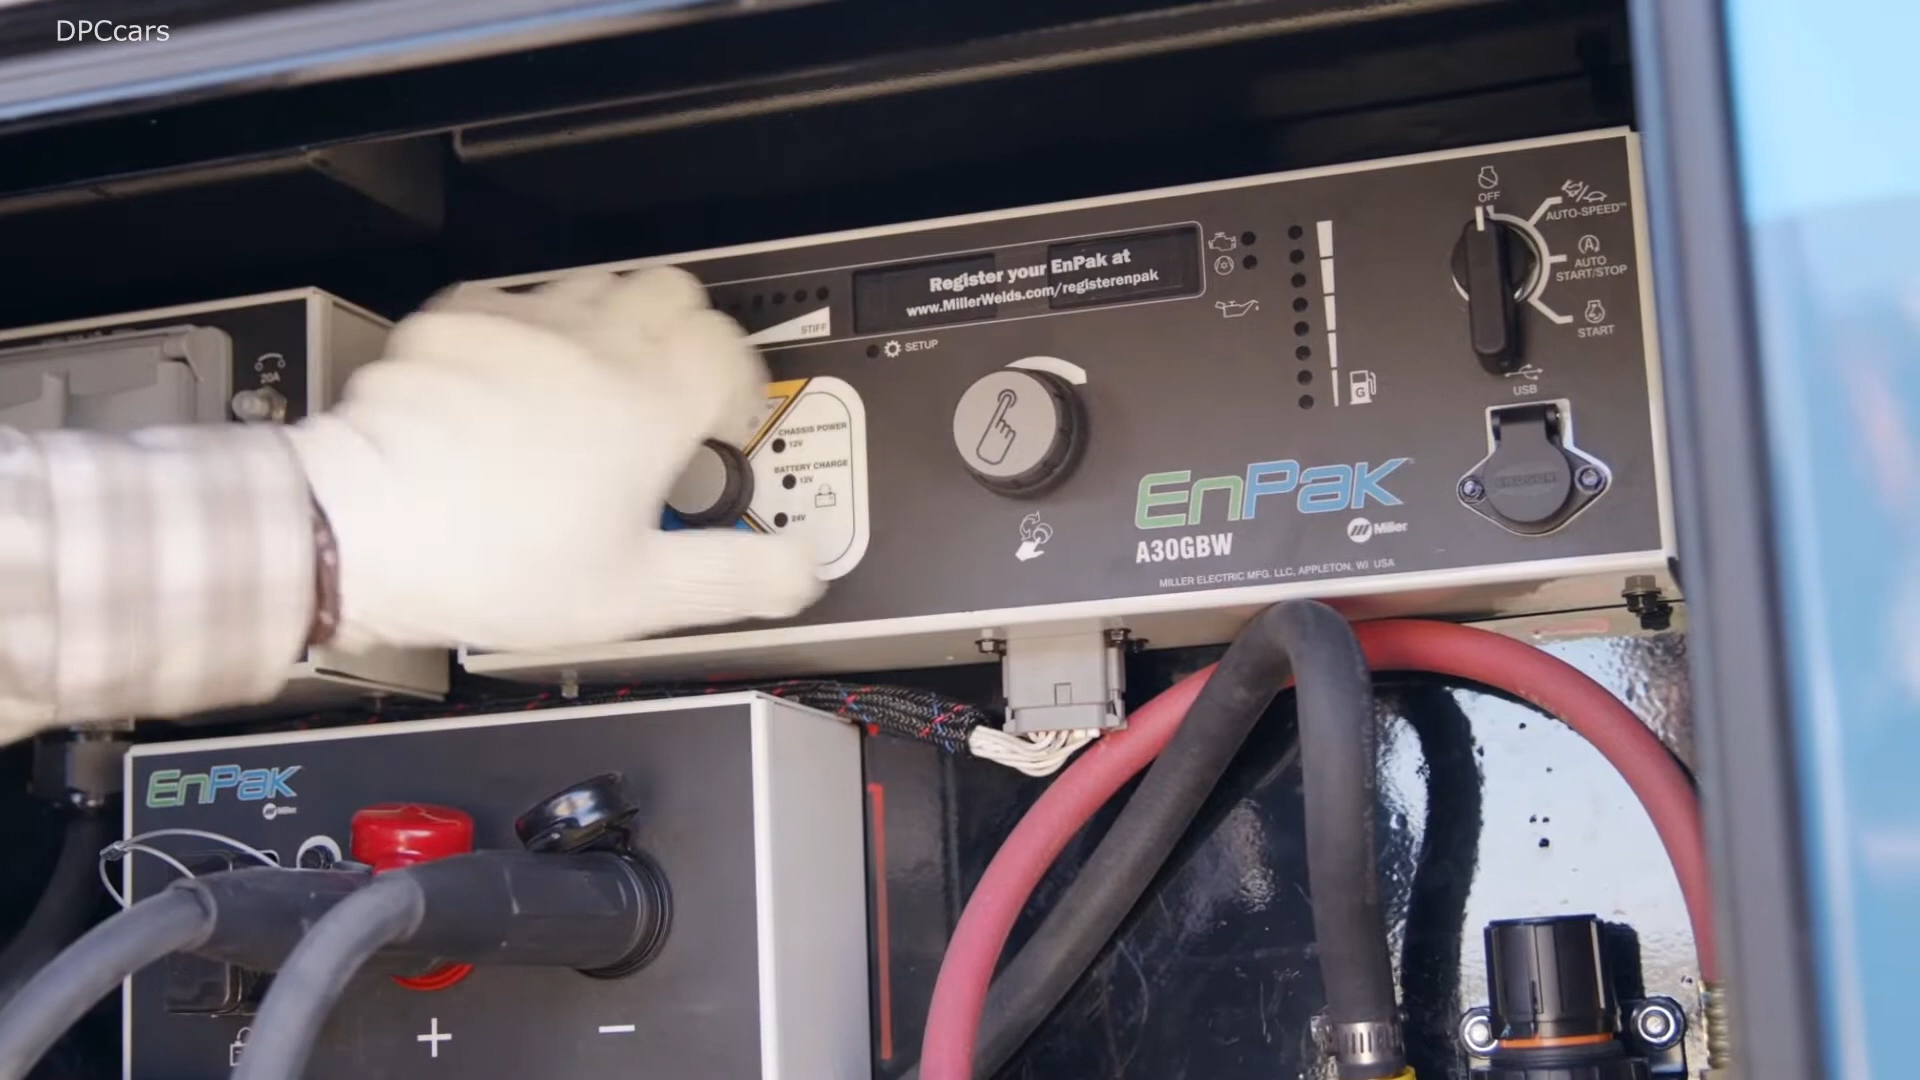 DPCcars
OFF
AUTO-SPEED™
AUTO
START/STOP
START
Register your EnPak at
www.MillerWelds.com/registerenpak
STIFF
SETUP
20A
G
USB
CHASSIS POWER
12V
BATTERY CHARGE
12V
24V
EnPak
Miller
A30GBW
MILLER ELECTRIC MFG. LLC, APPLETON, WI USA
EnPak
Miller
+
−